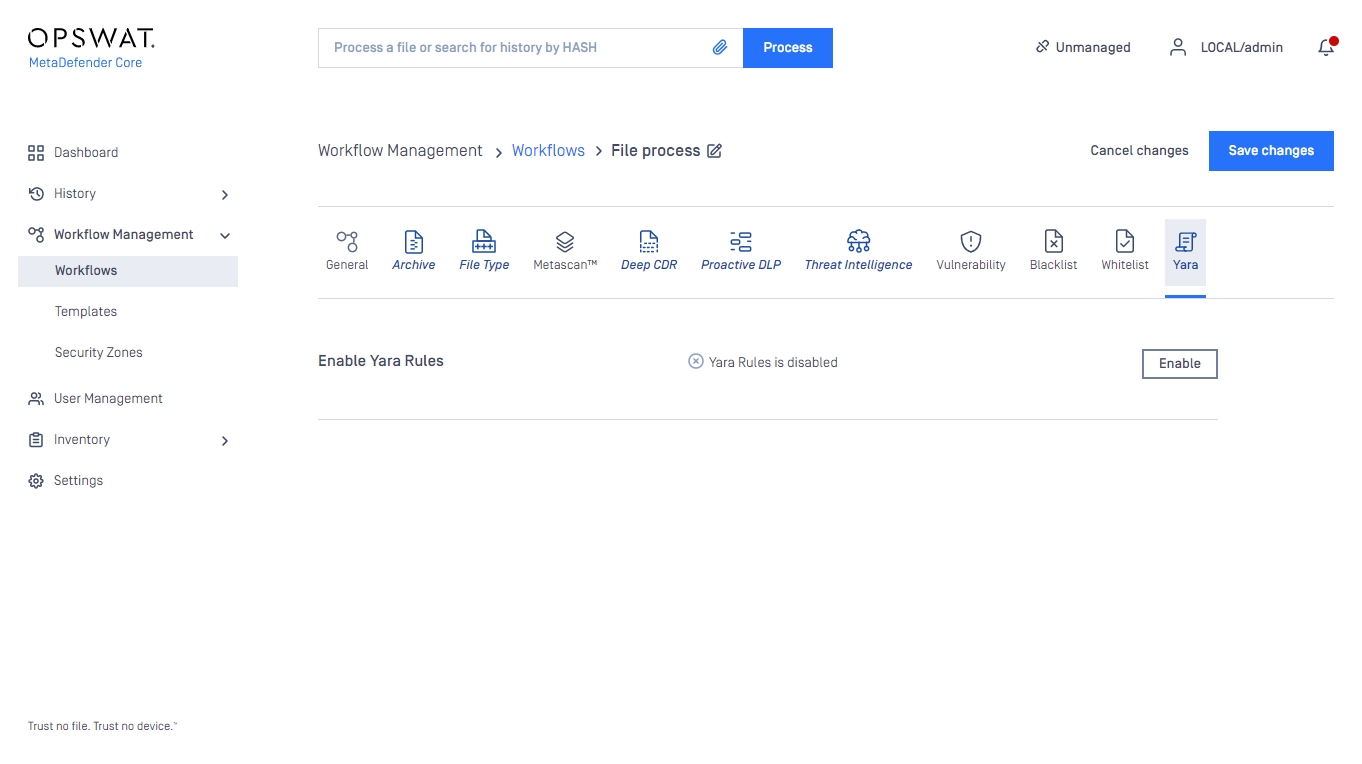 OPSWAT.
MetaDefender Core
Process a file or search for history by HASH
Process
Unmanaged
LOCAL/admin
Dashboard
History
Workflow Management
Workflows
Templates
Security Zones
User Management
Inventory
Settings
Trust no file. Trust no device.™
Workflow Management > Workflows > File process
Cancel changes
Save changes
General
Archive
File Type
Metascan™
Deep CDR
Proactive DLP
Threat Intelligence
Vulnerability
Blacklist
Whitelist
Yara
Enable Yara Rules
Yara Rules is disabled
Enable